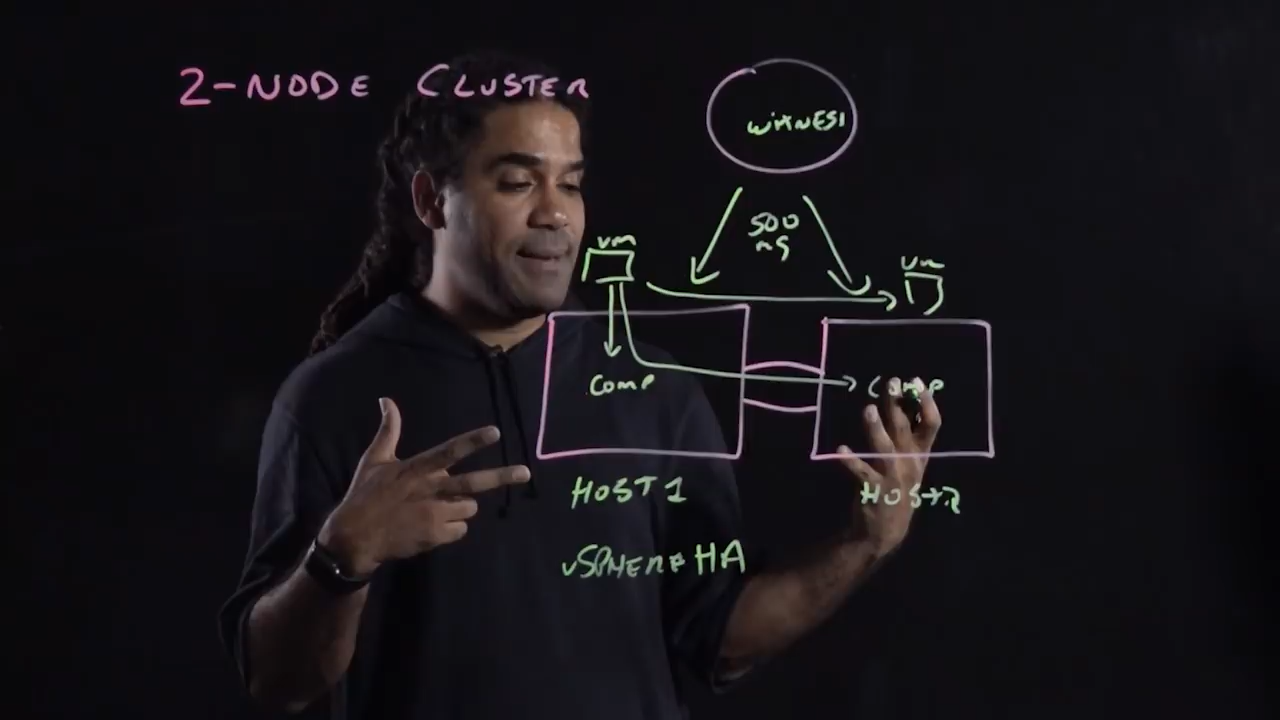 2-NODE CLUSTER
WITNESS
500
ms
vm
vm
comp
comp
HOST 1
HOST 2
vSPHERE HA